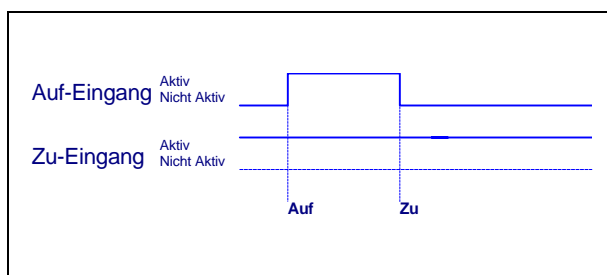 Auf-Eingang Aktiv
Nicht Aktiv
Zu-Eingang Aktiv
Nicht Aktiv
Auf Zu